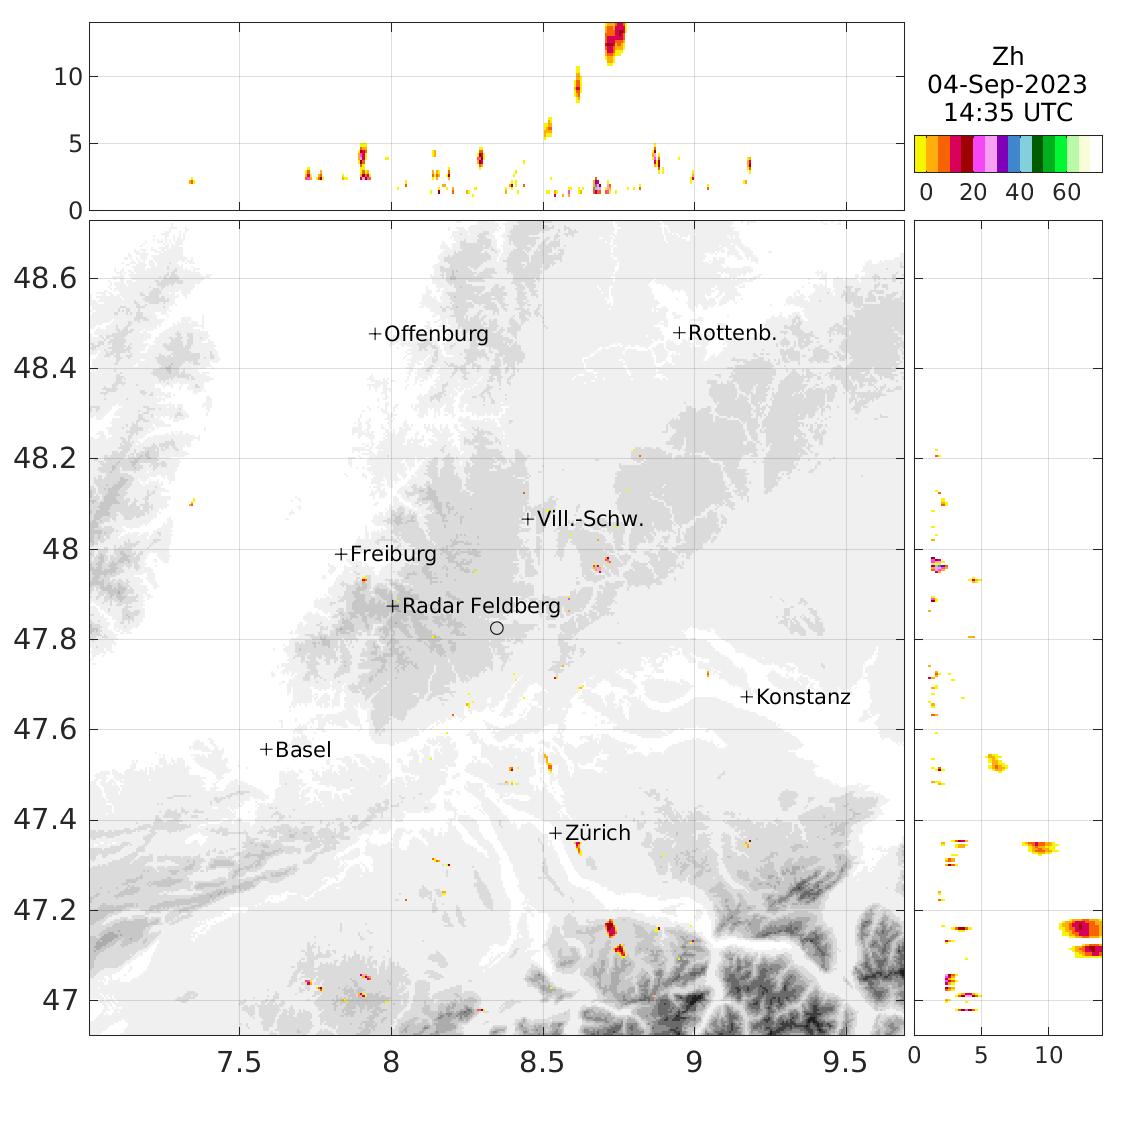 10
5
0
Zh
04-Sep-2023
14:35 UTC
0 20 40 60
48.6
48.4
48.2
48
47.8
47.6
47.4
47.2
47
+Offenburg
+Rottenb.
+Vill.-Schw.
+Freiburg
+Radar Feldberg
+Konstanz
+Basel
+Zürich
7.5 8 8.5 9 9.5
0 5 10